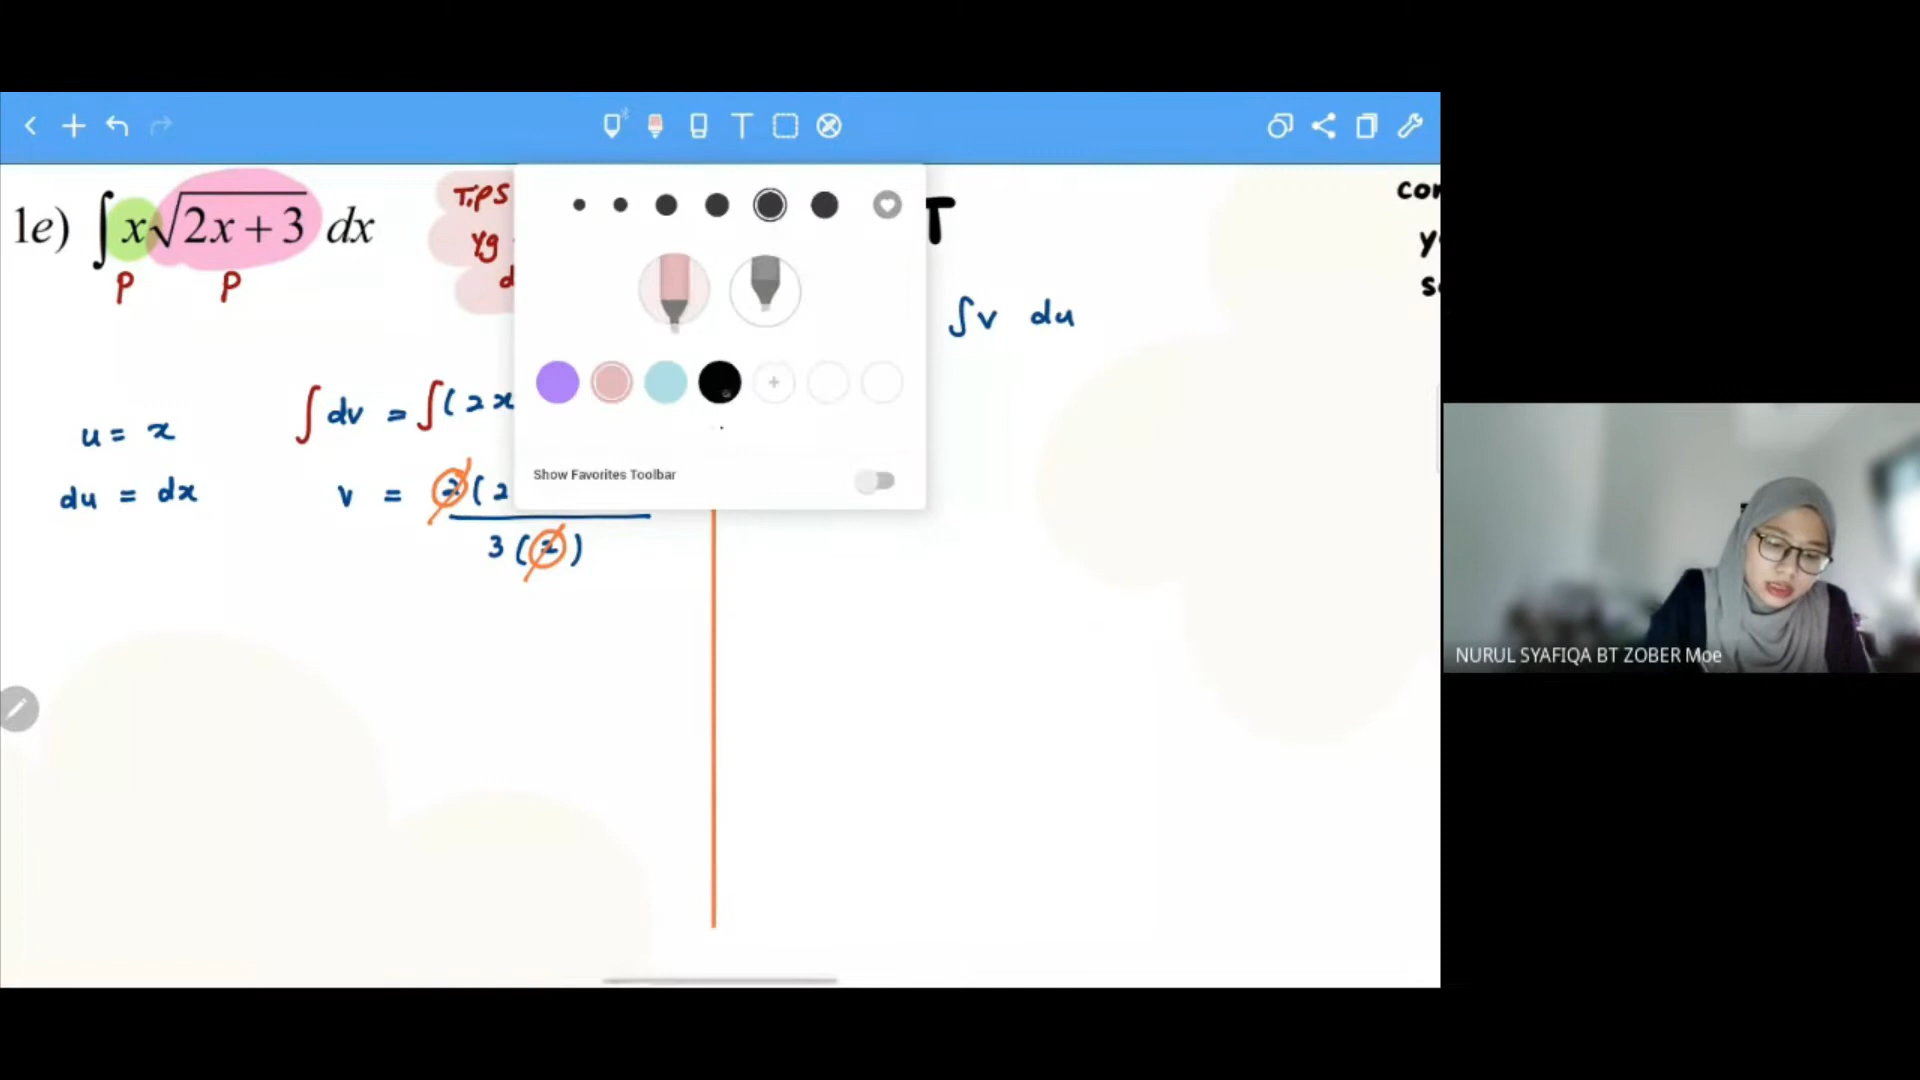 1e) ∫ x√(2x + 3) dx
P P
TiPS
yg
d
T
con
y
s
∫v du
u = x
du = dx
∫dv = ∫(2x
v = 2(2
3(2)
Show Favorites Toolbar
NURUL SYAFIQA BT ZOBER Moe